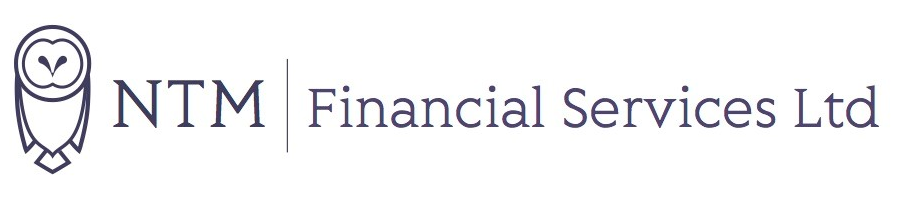 NTM Financial Services Ltd